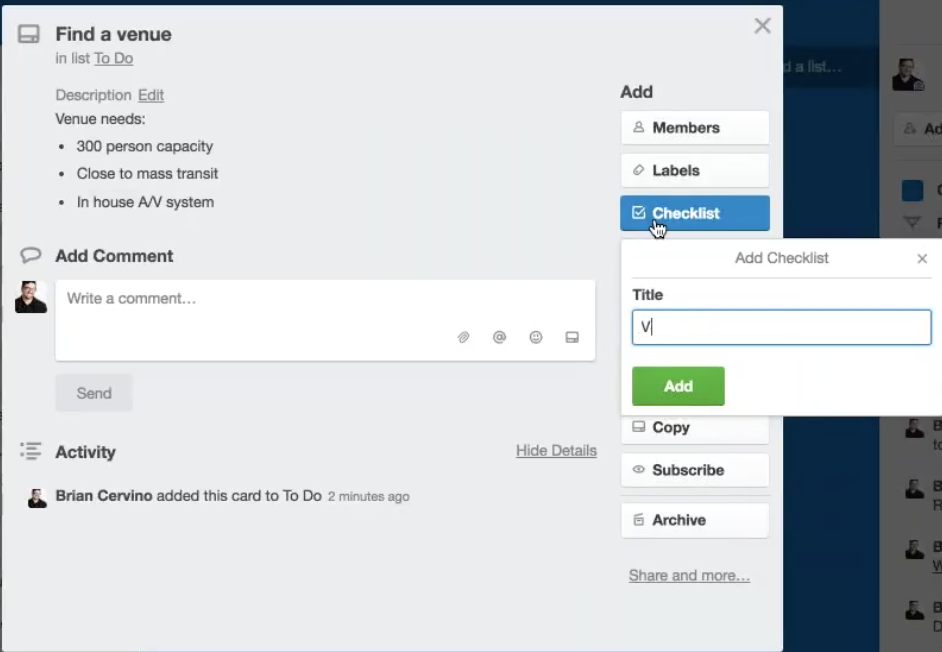 Find a venue
in list To Do
Description Edit
Venue needs:
• 300 person capacity
• Close to mass transit
• In house A/V system
Add Comment
Write a comment…
Send
Activity
Hide Details
Brian Cervino added this card to To Do 2 minutes ago
Add
Members
Labels
Checklist
Add Checklist
Title
V
Add
Copy
Subscribe
Archive
Share and more…
d a list…
Ad